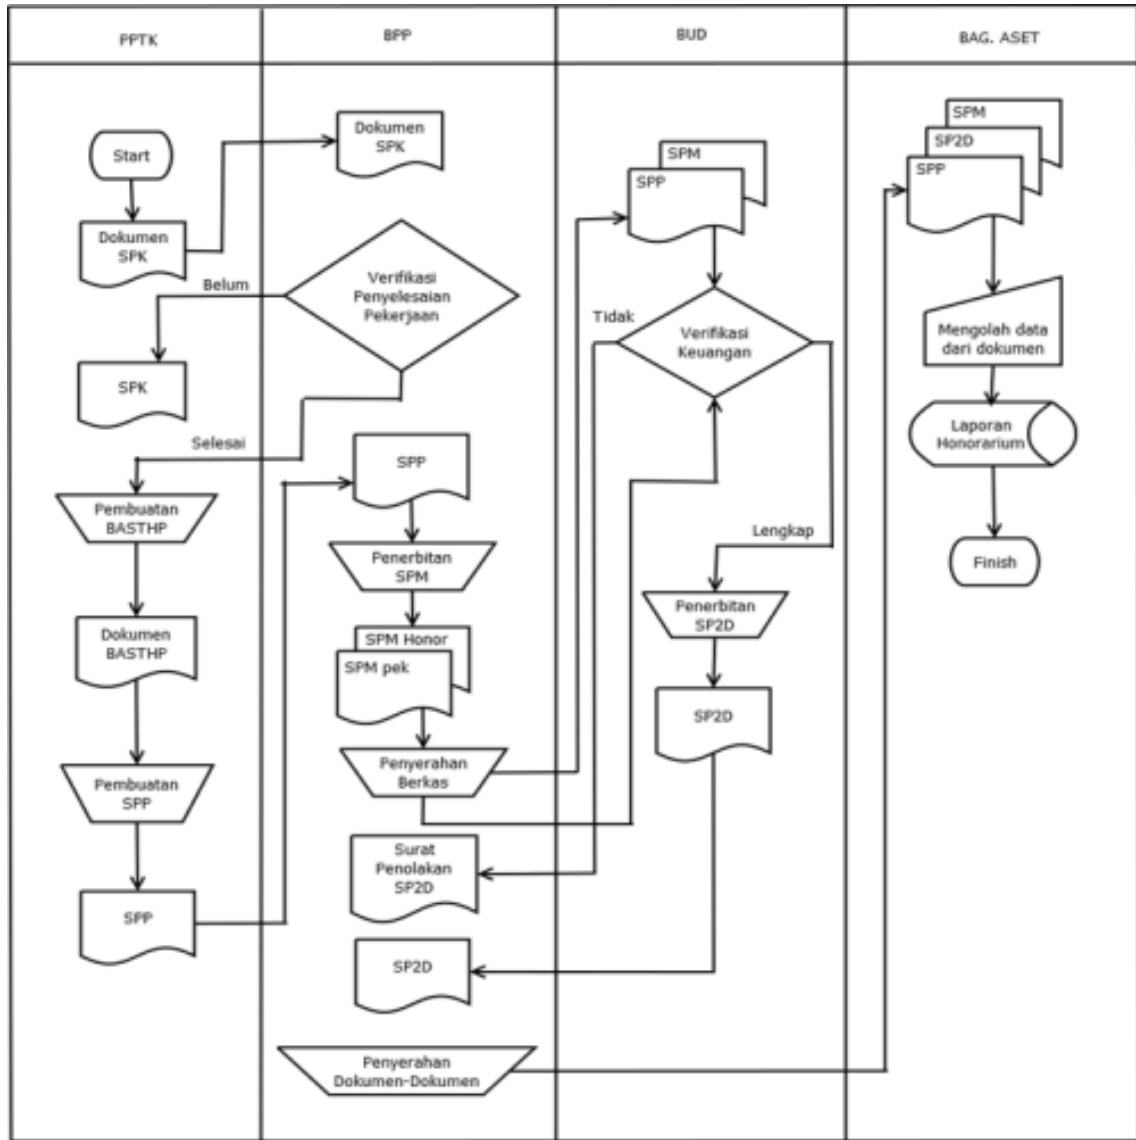 PPTK
BPP
BUD
BAG. ASET
Start
Dokumen
SPK
Belum
SPK
Selesai
Pembuatan
BASTHP
Dokumen
BASTHP
Pembuatan
SPP
SPP
Dokumen
SPK
Verifikasi
Penyelesaian
Pekerjaan
SPP
Penerbitan
SPM
SPM Honor
SPM pek
Penyerahan
Berkas
Surat
Penolakan
SP2D
SP2D
Penyerahan
Dokumen-Dokumen
SPM
SPP
Tidak
Verifikasi
Keuangan
Lengkap
Penerbitan
SP2D
SP2D
SPM
SP2D
SPP
Mengolah data
dari dokumen
Laporan
Honorarium
Finish